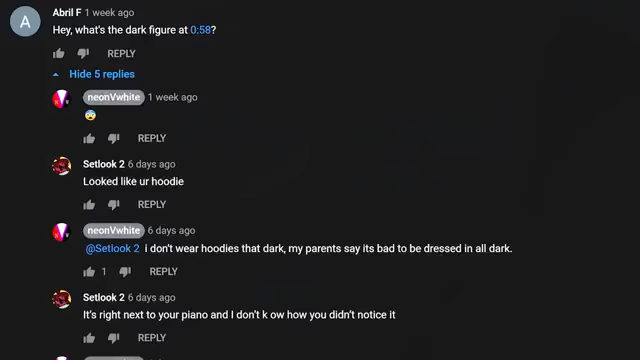 A
Abril F 1 week ago
Hey, what's the dark figure at 0:58?
REPLY
Hide 5 replies
neonVwhite 1 week ago
😨
REPLY
Setlook 2 6 days ago
Looked like ur hoodie
REPLY
neonVwhite 6 days ago
@Setlook 2 i don't wear hoodies that dark, my parents say its bad to be dressed in all dark.
1 REPLY
Setlook 2 6 days ago
It's right next to your piano and I don't k ow how you didn't notice it
REPLY